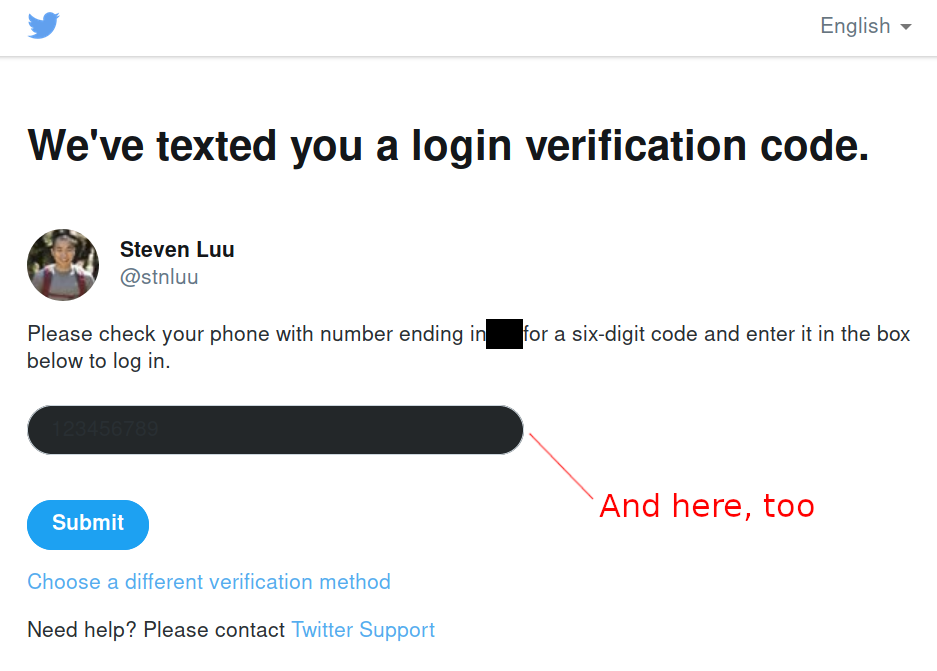 English
We've texted you a login verification code.
Steven Luu
@stnluu
Please check your phone with number ending in for a six-digit code and enter it in the box
below to log in.
123456789
And here, too
Submit
Choose a different verification method
Need help? Please contact Twitter Support